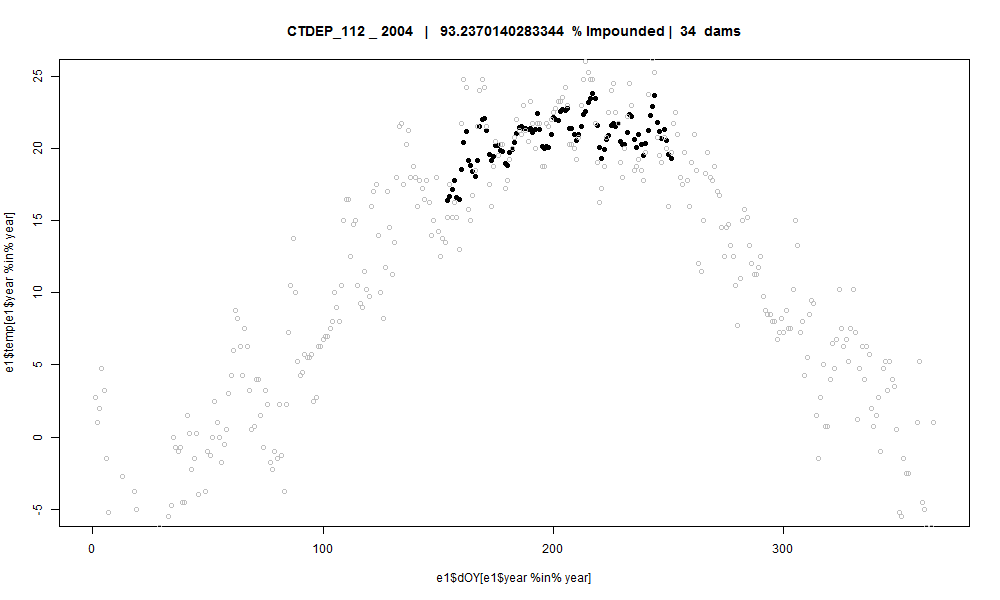 CTDEP_112 _ 2004 | 93.2370140283344 % Impounded | 34 dams
e1$temp[e1$year %in% year]
25
20
15
10
5
0
-5
0 100 200 300
e1$dOY[e1$year %in% year]